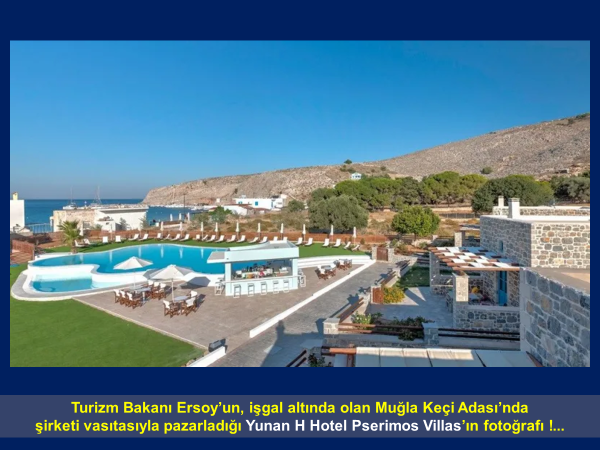 Turizm Bakanı Ersoy’un, işgal altında olan Muğla Keçi Adası’nda
şirketi vasıtasıyla pazarladığı Yunan H Hotel Pserimos Villas’ın fotoğrafı !...